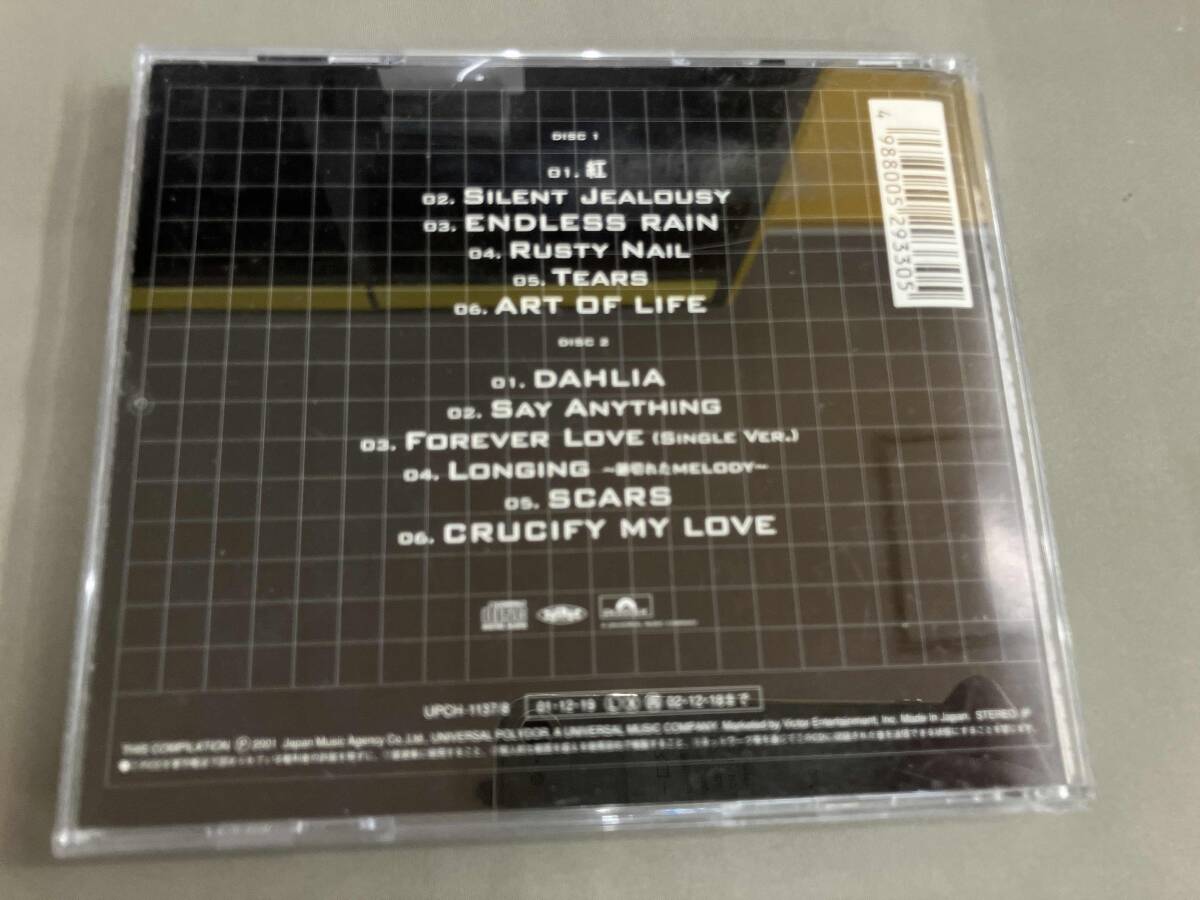 DISC 1
01. 紅
02. SILENT JEALOUSY
03. ENDLESS RAIN
04. RUSTY NAIL
05. TEARS
06. ART OF LIFE
DISC 2
01. DAHLIA
02. SAY ANYTHING
03. FOREVER LOVE (SINGLE VER.)
04. LONGING ~ MELODY~
05. SCARS
06. CRUCIFY MY LOVE
4 988005 293305
UPCH-1137/8 01·12·19 L X 02·12·18まで
THIS COMPILATION ℗ 2001 Japan Music Agency Co. Ltd. UNIVERSAL POLYDOR, A UNIVERSAL MUSIC COMPANY. Marketed by Victor Entertainment, Inc. Made in Japan. STEREO